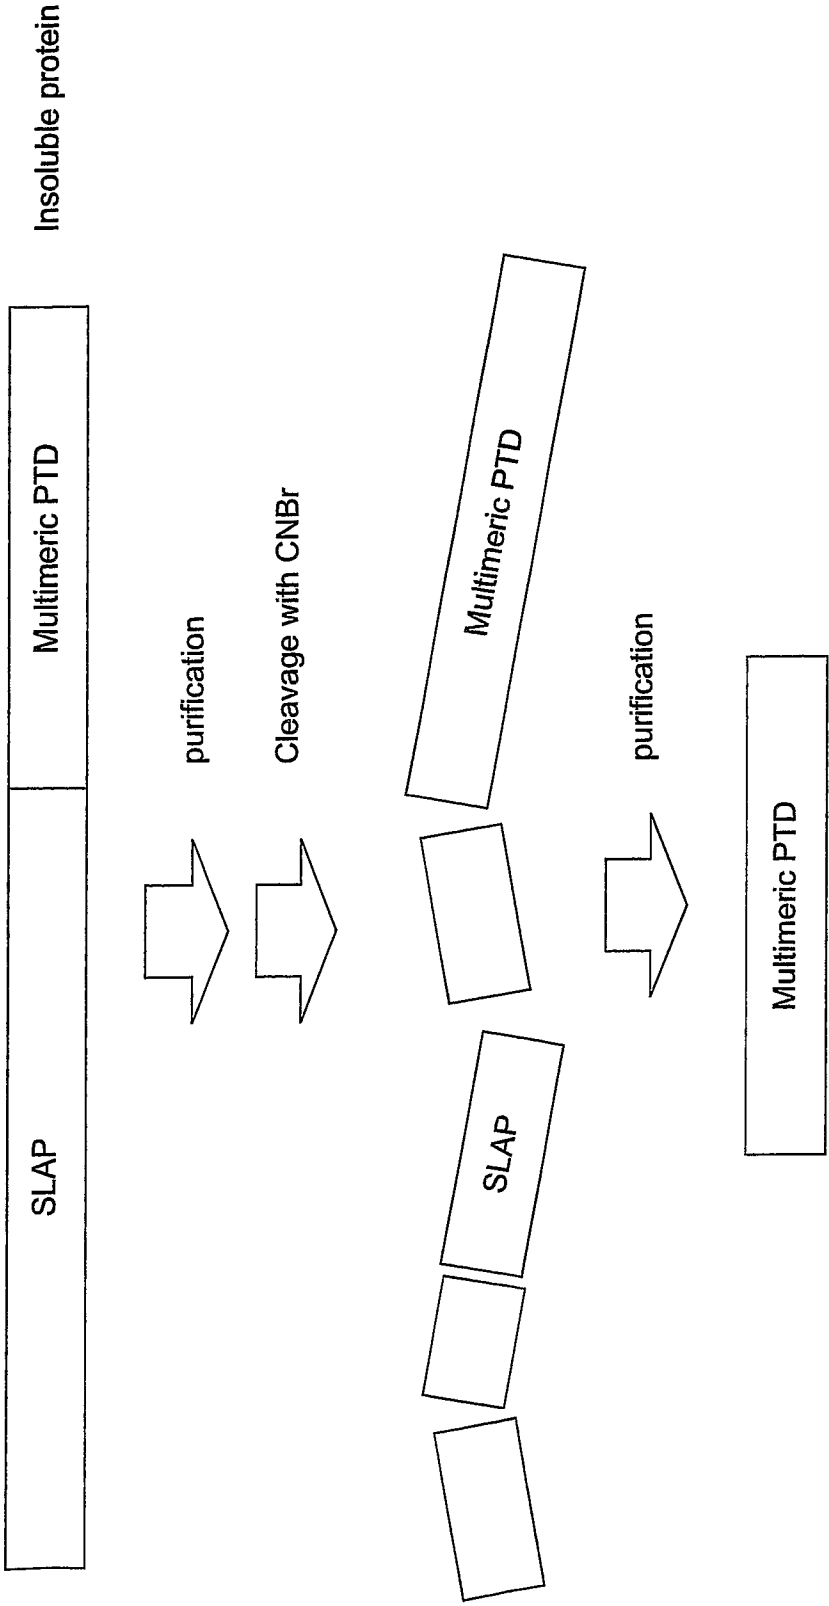 SLAP
Multimeric PTD
Insoluble protein
purification
Cleavage with CNBr
SLAP
Multimeric PTD
purification
Multimeric PTD